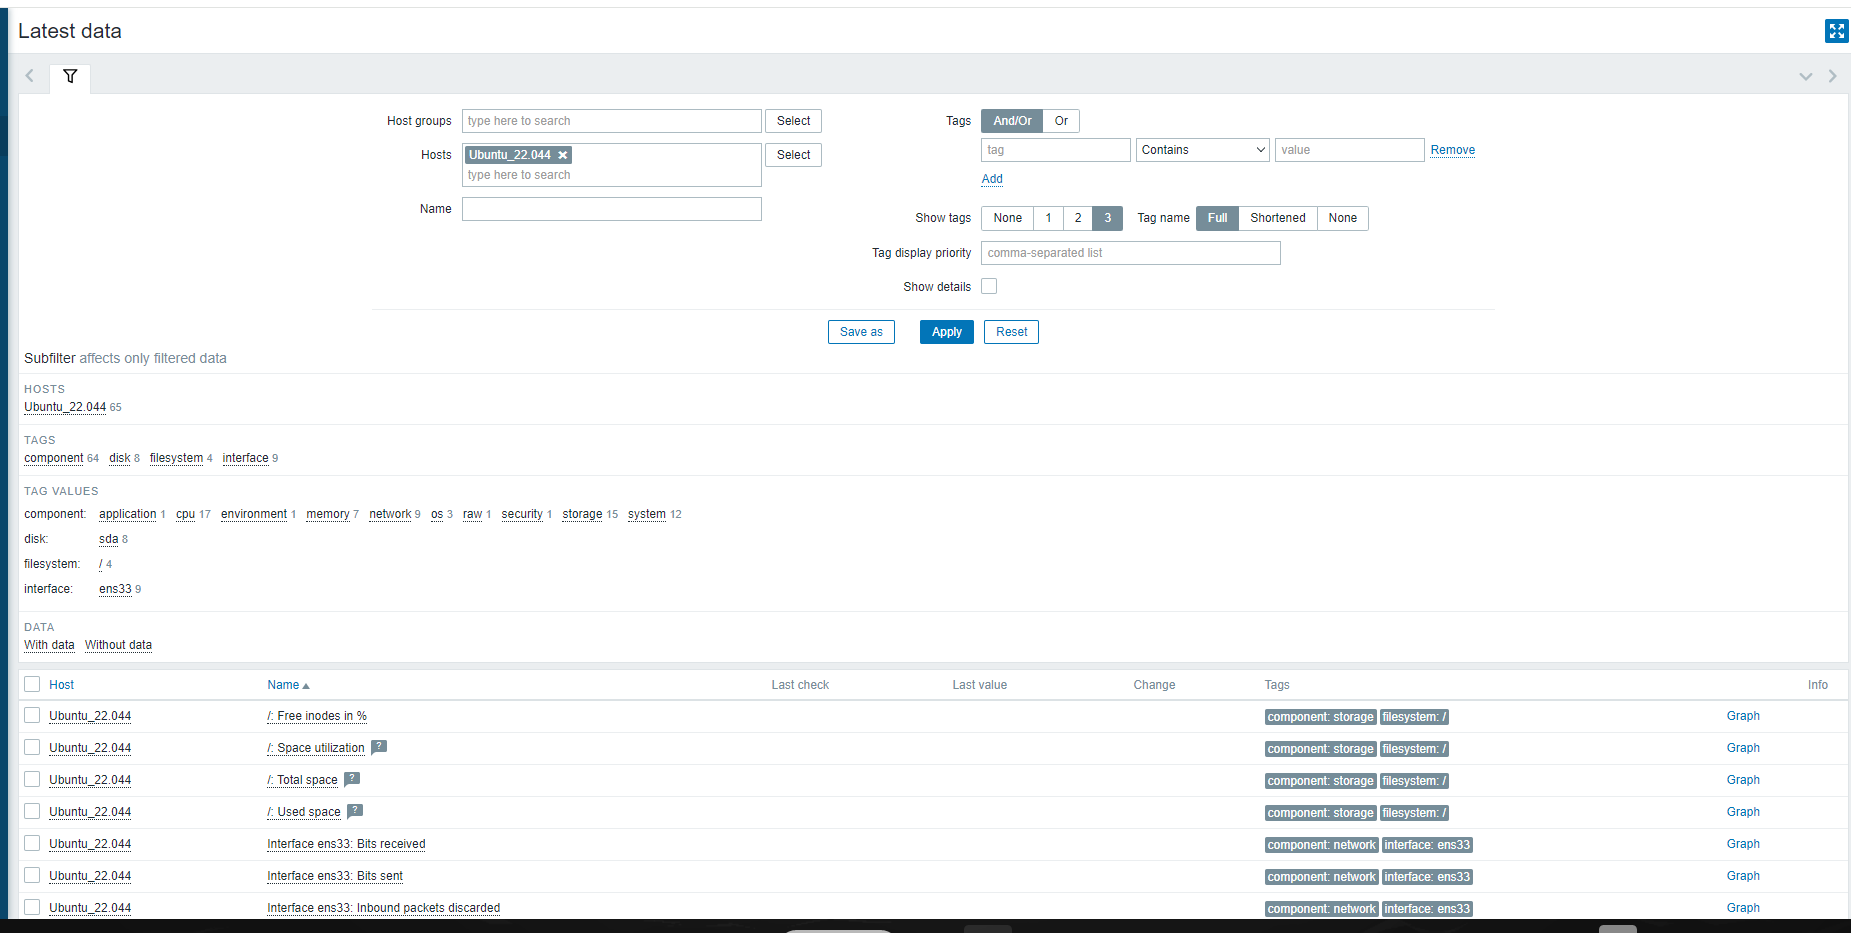 Latest data
Host groups type here to search Select
Hosts Ubuntu_22.044 Select
type here to search
Name
Tags And/Or Or
tag Contains value Remove
Add
Show tags None 1 2 3 Tag name Full Shortened None
Tag display priority comma-separated list
Show details
Save as Apply Reset
Subfilter affects only filtered data
HOSTS
Ubuntu_22.044 65
TAGS
component 64 disk 8 filesystem 4 interface 9
TAG VALUES
component: application 1 cpu 17 environment 1 memory 7 network 9 os 3 raw 1 security 1 storage 15 system 12
disk: sda 8
filesystem: / 4
interface: ens33 9
DATA
With data Without data
Host Name Last check Last value Change Tags Info
Ubuntu_22.044 /: Free inodes in % component: storage filesystem: / Graph
Ubuntu_22.044 /: Space utilization ? component: storage filesystem: / Graph
Ubuntu_22.044 /: Total space ? component: storage filesystem: / Graph
Ubuntu_22.044 /: Used space ? component: storage filesystem: / Graph
Ubuntu_22.044 Interface ens33: Bits received component: network interface: ens33 Graph
Ubuntu_22.044 Interface ens33: Bits sent component: network interface: ens33 Graph
Ubuntu_22.044 Interface ens33: Inbound packets discarded component: network interface: ens33 Graph